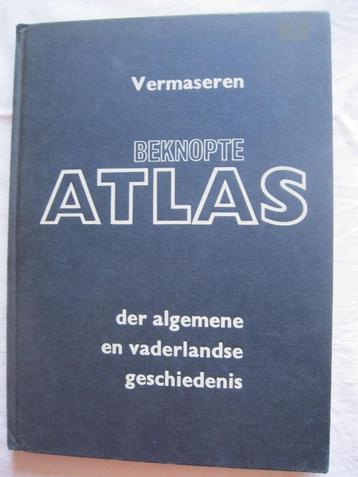 Vermaseren
BEKNOPTE
ATLAS
der algemene
en vaderlandse
geschiedenis